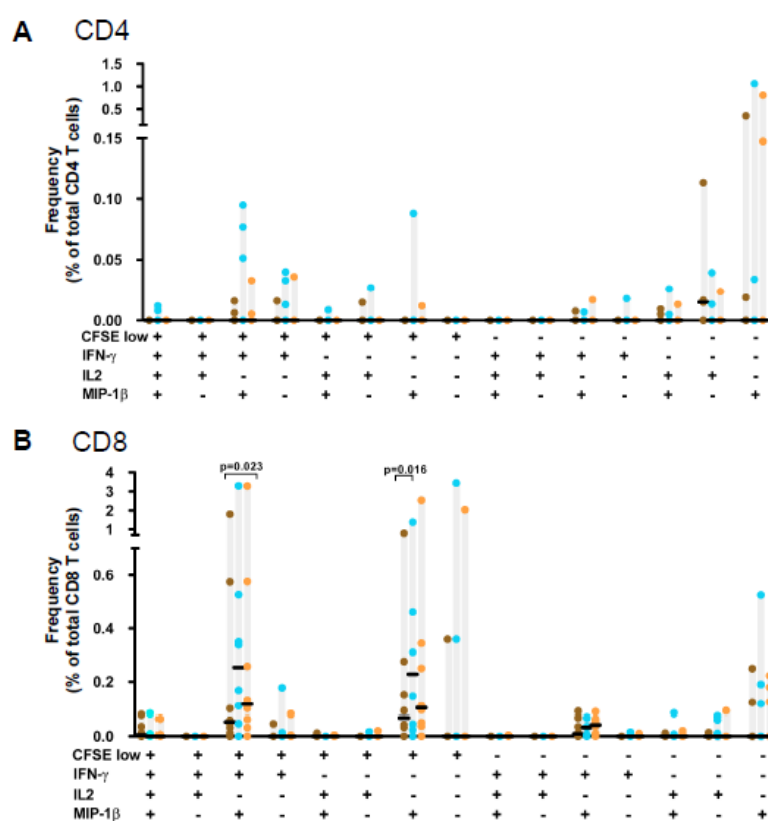 A CD4
1.5
1.0
0.5
0.15
0.10
0.05
0.00
Frequency
(% of total CD4 T cells)
CFSE low + + + + + + + + - - - - - - -
IFN-γ + + + + - - - - + + + + - - -
IL2 + + - - + + - - + + - - + + -
MIP-1β + - + - + - + - + - + - + - +
B CD8
p=0.023
p=0.016
4
3
2
1
0.6
0.4
0.2
0.0
Frequency
(% of total CD8 T cells)
CFSE low + + + + + + + + - - - - - - -
IFN-γ + + + + - - - - + + + + - - -
IL2 + + - - + + - - + + - - + + -
MIP-1β + - + - + - + - + - + - + - +